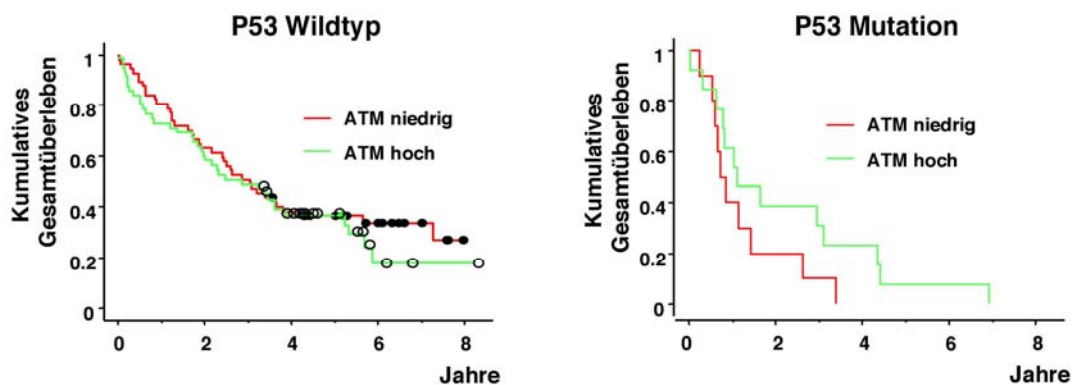 P53 Wildtyp
Kumulatives
Gesamtüberleben
1
0.8
0.6
0.4
0.2
0
ATM niedrig
ATM hoch
0 2 4 6 8
Jahre
P53 Mutation
Kumulatives
Gesamtüberleben
1
0.8
0.6
0.4
0.2
0
ATM niedrig
ATM hoch
0 2 4 6 8
Jahre